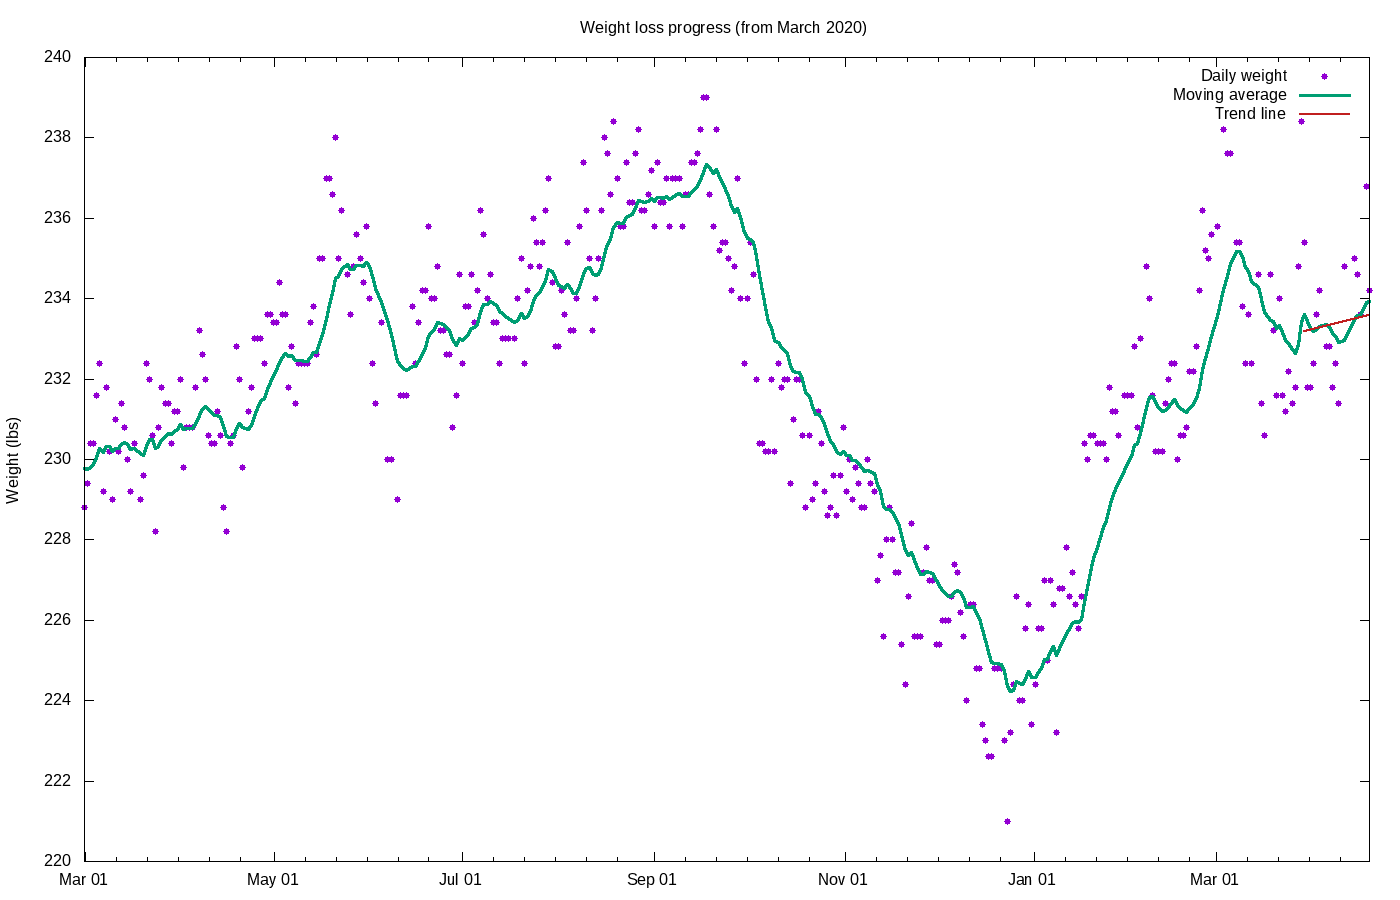 Weight loss progress (from March 2020)
Daily weight
Moving average
Trend line
Weight (lbs)
240
238
236
234
232
230
228
226
224
222
220
Mar 01
May 01
Jul 01
Sep 01
Nov 01
Jan 01
Mar 01